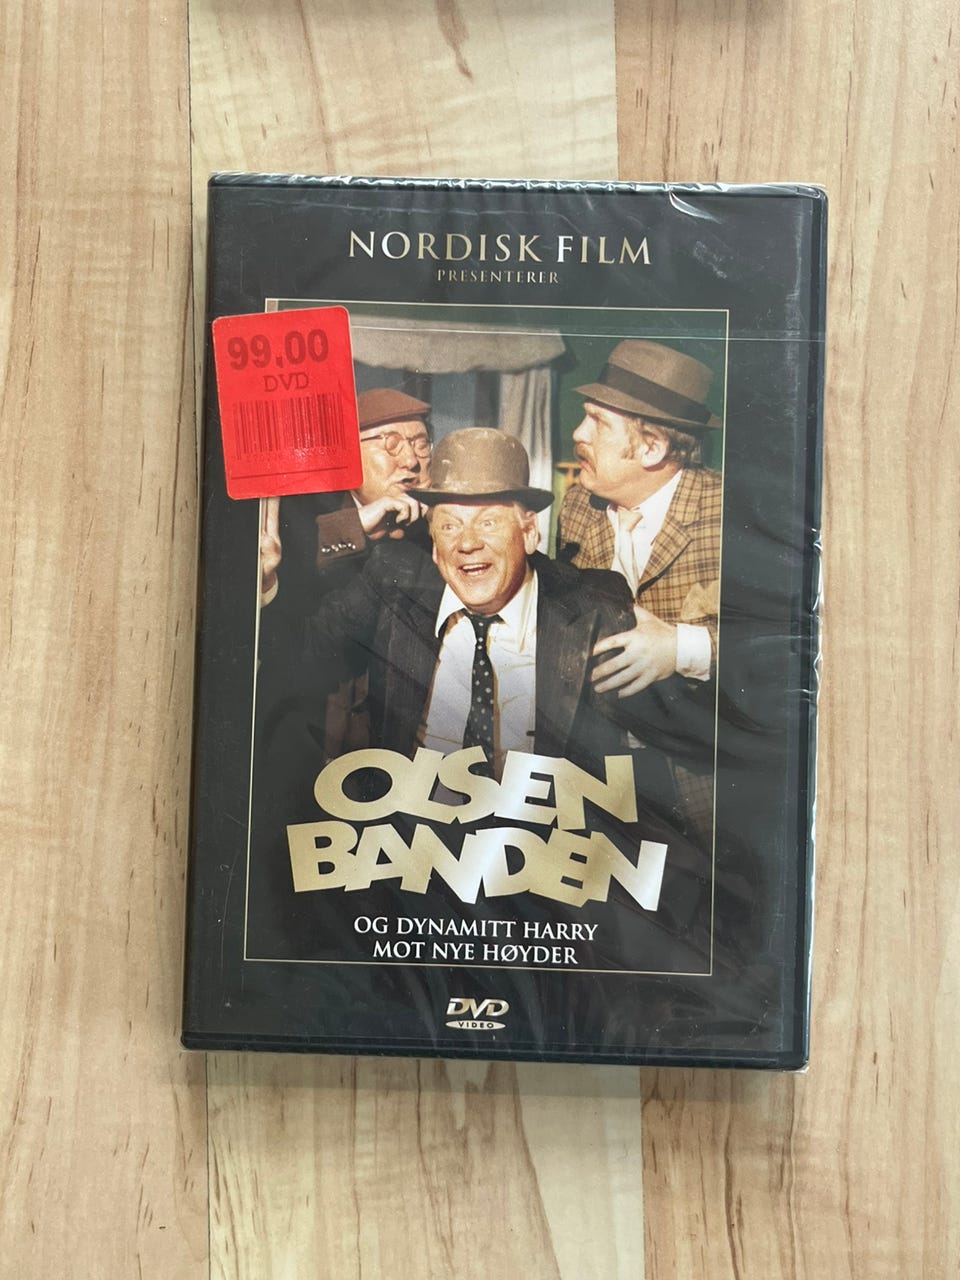 NORDISK FILM
PRESENTERER
99,00
DVD
OLSEN
BANDEN
OG DYNAMITT HARRY
MOT NYE HØYDER
DVD
VIDEO